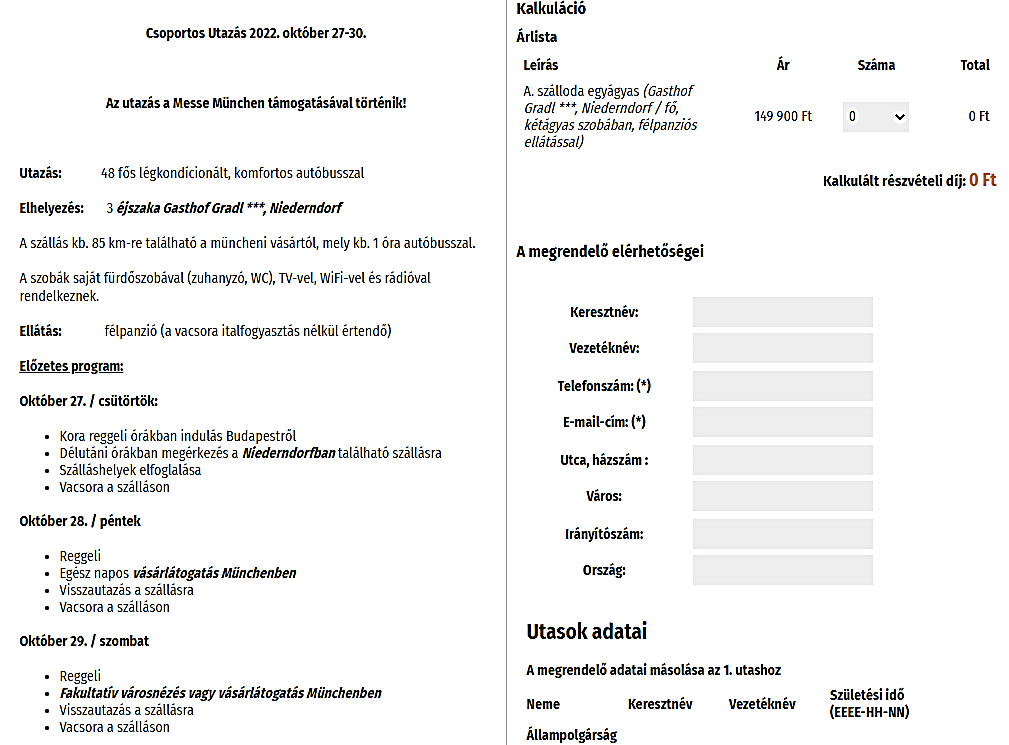 Csoportos Utazás 2022. október 27-30.
Az utazás a Messe München támogatásával történik!
Utazás: 48 fős légkondícionált, komfortos autóbusszal
Elhelyezés: 3 éjszaka Gasthof Gradl ***, Niederndorf
A szállás kb. 85 km-re található a müncheni vásártól, mely kb. 1 óra autóbusszal.
A szobák saját fürdőszobával (zuhanyzó, WC), TV-vel, WiFi-vel és rádióval
rendelkeznek.
Ellátás: félpanzió (a vacsora italfogyasztás nélkül értendő)
Előzetes program:
Október 27. / csütörtök:
• Kora reggeli órákban indulás Budapestről
• Délutáni órákban megérkezés a Niederndorfban található szállásra
• Szálláshelyek elfoglalása
• Vacsora a szálláson
Október 28. / péntek
• Reggeli
• Egész napos vásárlátogatás Münchenben
• Visszautazás a szállásra
• Vacsora a szálláson
Október 29. / szombat
• Reggeli
• Fakultatív városnézés vagy vásárlátogatás Münchenben
• Visszautazás a szállásra
• Vacsora a szálláson
Kalkuláció
Árlista
Leírás Ár Száma Total
A. szálloda egyágyas (Gasthof
Gradl ***, Niederndorf / fő,
kétágyas szobában, félpanziós
ellátással)
149 900 Ft 0 0 Ft
Kalkulált részvételi díj: 0 Ft
A megrendelő elérhetőségei
Keresztnév:
Vezetéknév:
Telefonszám: (*)
E-mail-cím: (*)
Utca, házszám :
Város:
Irányítószám:
Ország:
Utasok adatai
A megrendelő adatai másolása az 1. utashoz
Neme Keresztnév Vezetéknév Születési idő
(EEEE-HH-NN)
Állampolgárság